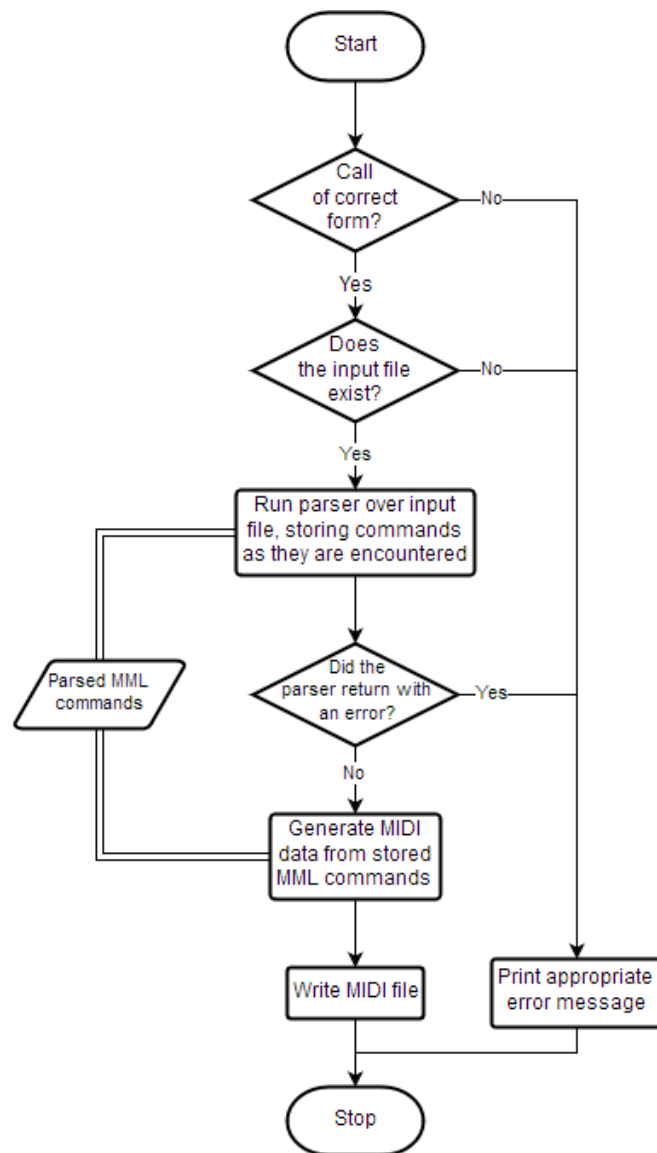 Start
Call
of correct
form?
No
Yes
Does
the input file
exist?
No
Yes
Run parser over input
file, storing commands
as they are encountered
Parsed MML
commands
Did the
parser return with
an error?
Yes
No
Generate MIDI
data from stored
MML commands
Write MIDI file
Print appropriate
error message
Stop